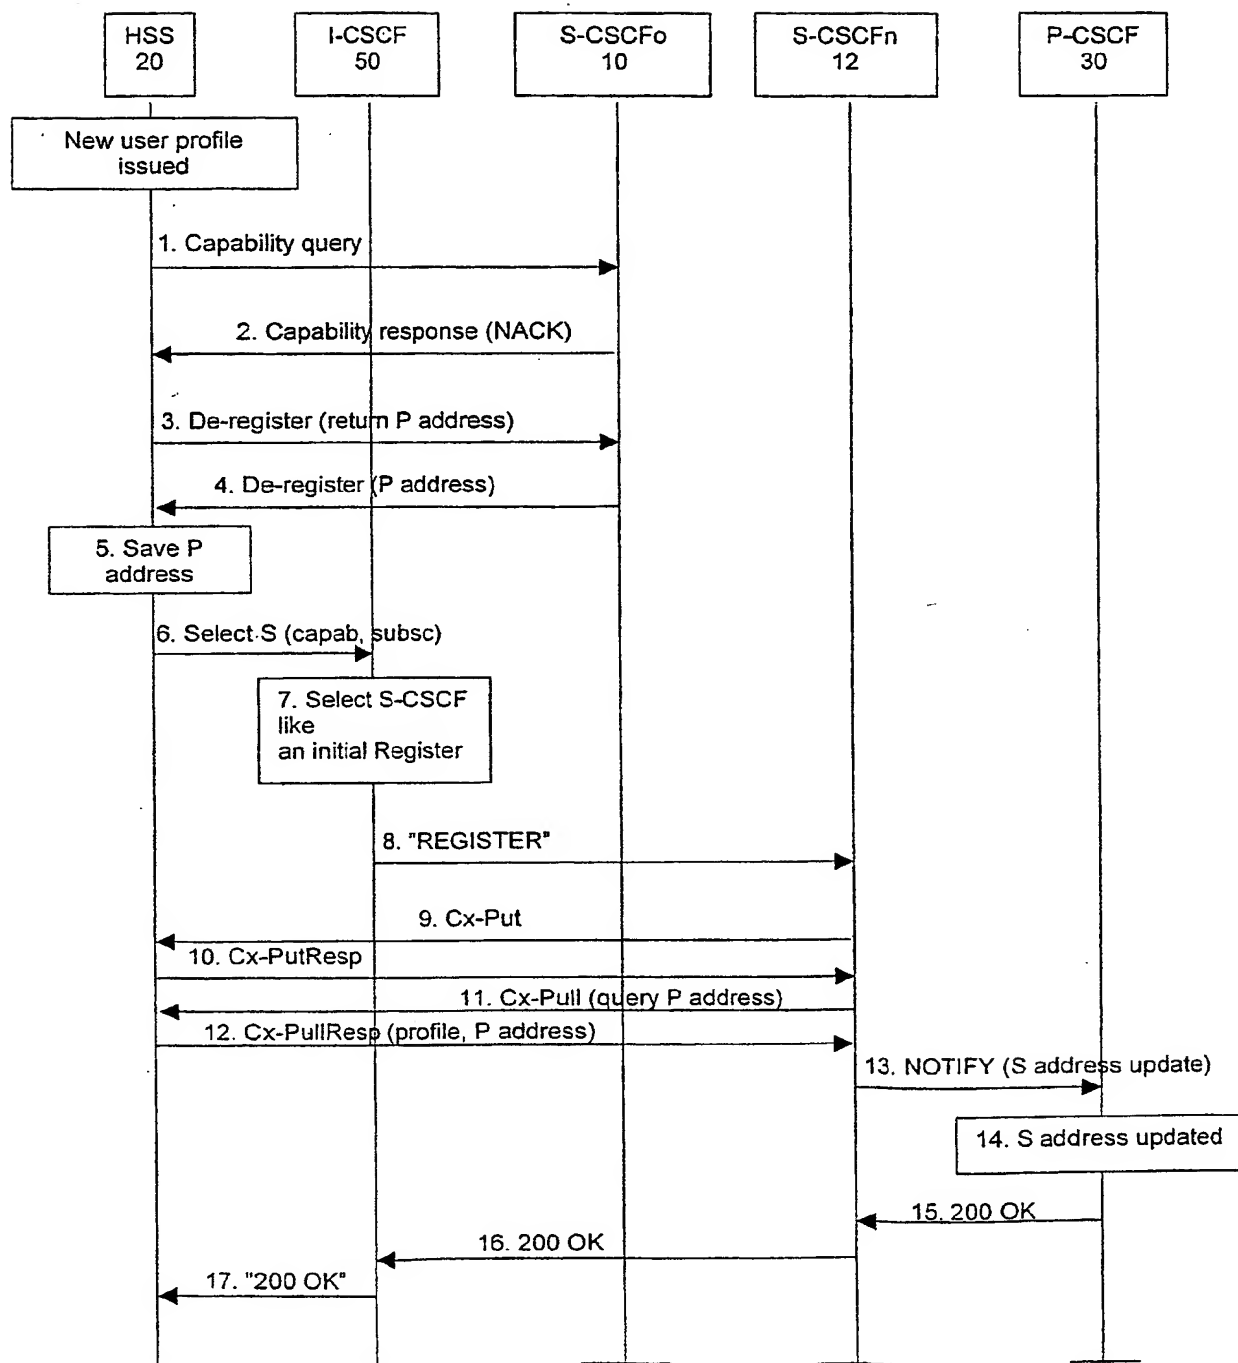 HSS
20
I-CSCF
50
S-CSCFo
10
S-CSCFn
12
P-CSCF
30
New user profile
issued
1. Capability query
2. Capability response (NACK)
3. De-register (return P address)
4. De-register (P address)
5. Save P
address
6. Select S (capab, subsc)
7. Select S-CSCF
like
an initial Register
8. "REGISTER"
9. Cx-Put
10. Cx-PutResp
11. Cx-Pull (query P address)
12. Cx-PullResp (profile, P address)
13. NOTIFY (S address update)
14. S address updated
15. 200 OK
16. 200 OK
17. "200 OK"